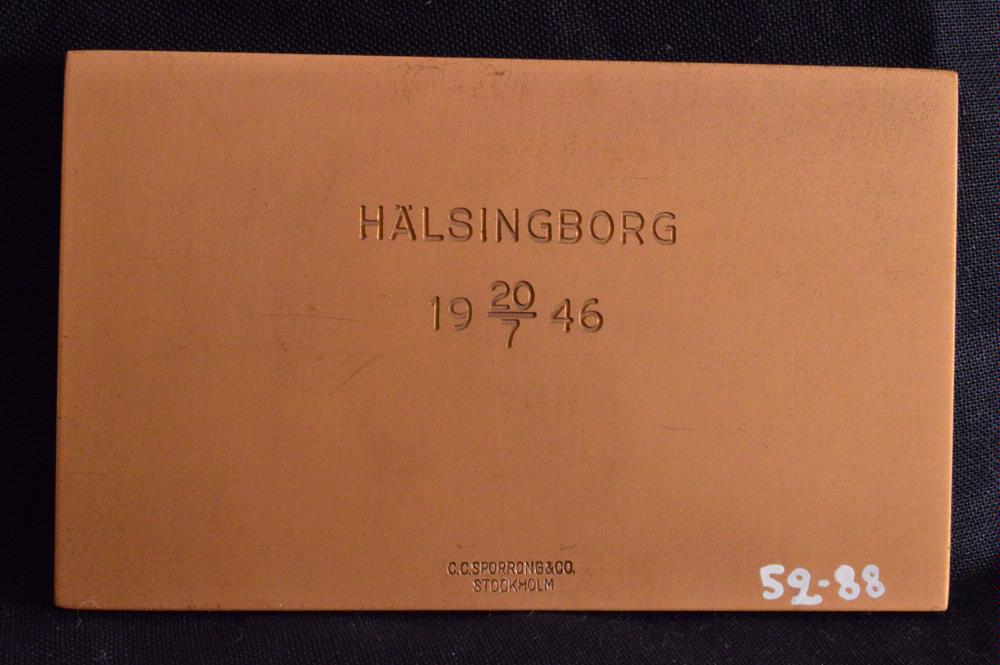 HÄLSINGBORG
19 20/7 46
C.C.SPORRONG&CO.
STOCKHOLM
52-88